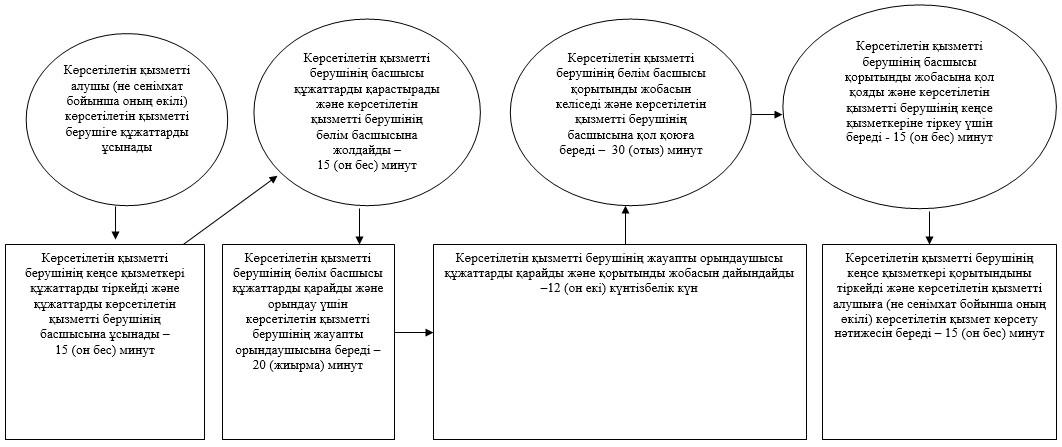 Көрсетілетін қызметті
алушы (не сенімхат
бойынша оның өкілі)
көрсетілетін қызметті
берушіге құжаттарды
ұсынады
Көрсетілетін қызметті
берушінің кеңсе қызметкері
құжаттарды тіркейді және
құжаттарды көрсетілетін
қызметті берушінің
басшысына ұсынады –
15 (он бес) минут
Көрсетілетін қызметті
берушінің басшысы
құжаттарды қарастырады
және көрсетілетін
қызметті берушінің
бөлім басшысына
жолдайды –
15 (он бес) минут
Көрсетілетін қызметті
берушінің бөлім басшысы
құжаттарды қарайды және
орындау үшін
көрсетілетін қызметті
берушінің жауапты
орындаушысына береді –
20 (жиырма) минут
Көрсетілетін қызметті берушінің жауапты орындаушысы
құжаттарды қарайды және қорытынды жобасын дайындайды
–12 (он екі) күнтізбелік күн
Көрсетілетін қызметті
берушінің бөлім басшысы
қорытынды жобасын
келіседі және көрсетілетін
қызметті берушінің
басшысына қол қоюға
береді – 30 (отыз) минут
Көрсетілетін қызметті
берушінің басшысы
қорытынды жобасына қол
қояды және көрсетілетін
қызметті берушінің кеңсе
қызметкеріне тіркеу үшін
береді - 15 (он бес) минут
Көрсетілетін қызметті берушінің
кеңсе қызметкері қорытындыны
тіркейді және көрсетілетін қызметті
алушыға (не сенімхат бойынша оның
өкілі) көрсетілетін қызмет көрсету
нәтижесін береді – 15 (он бес) минут